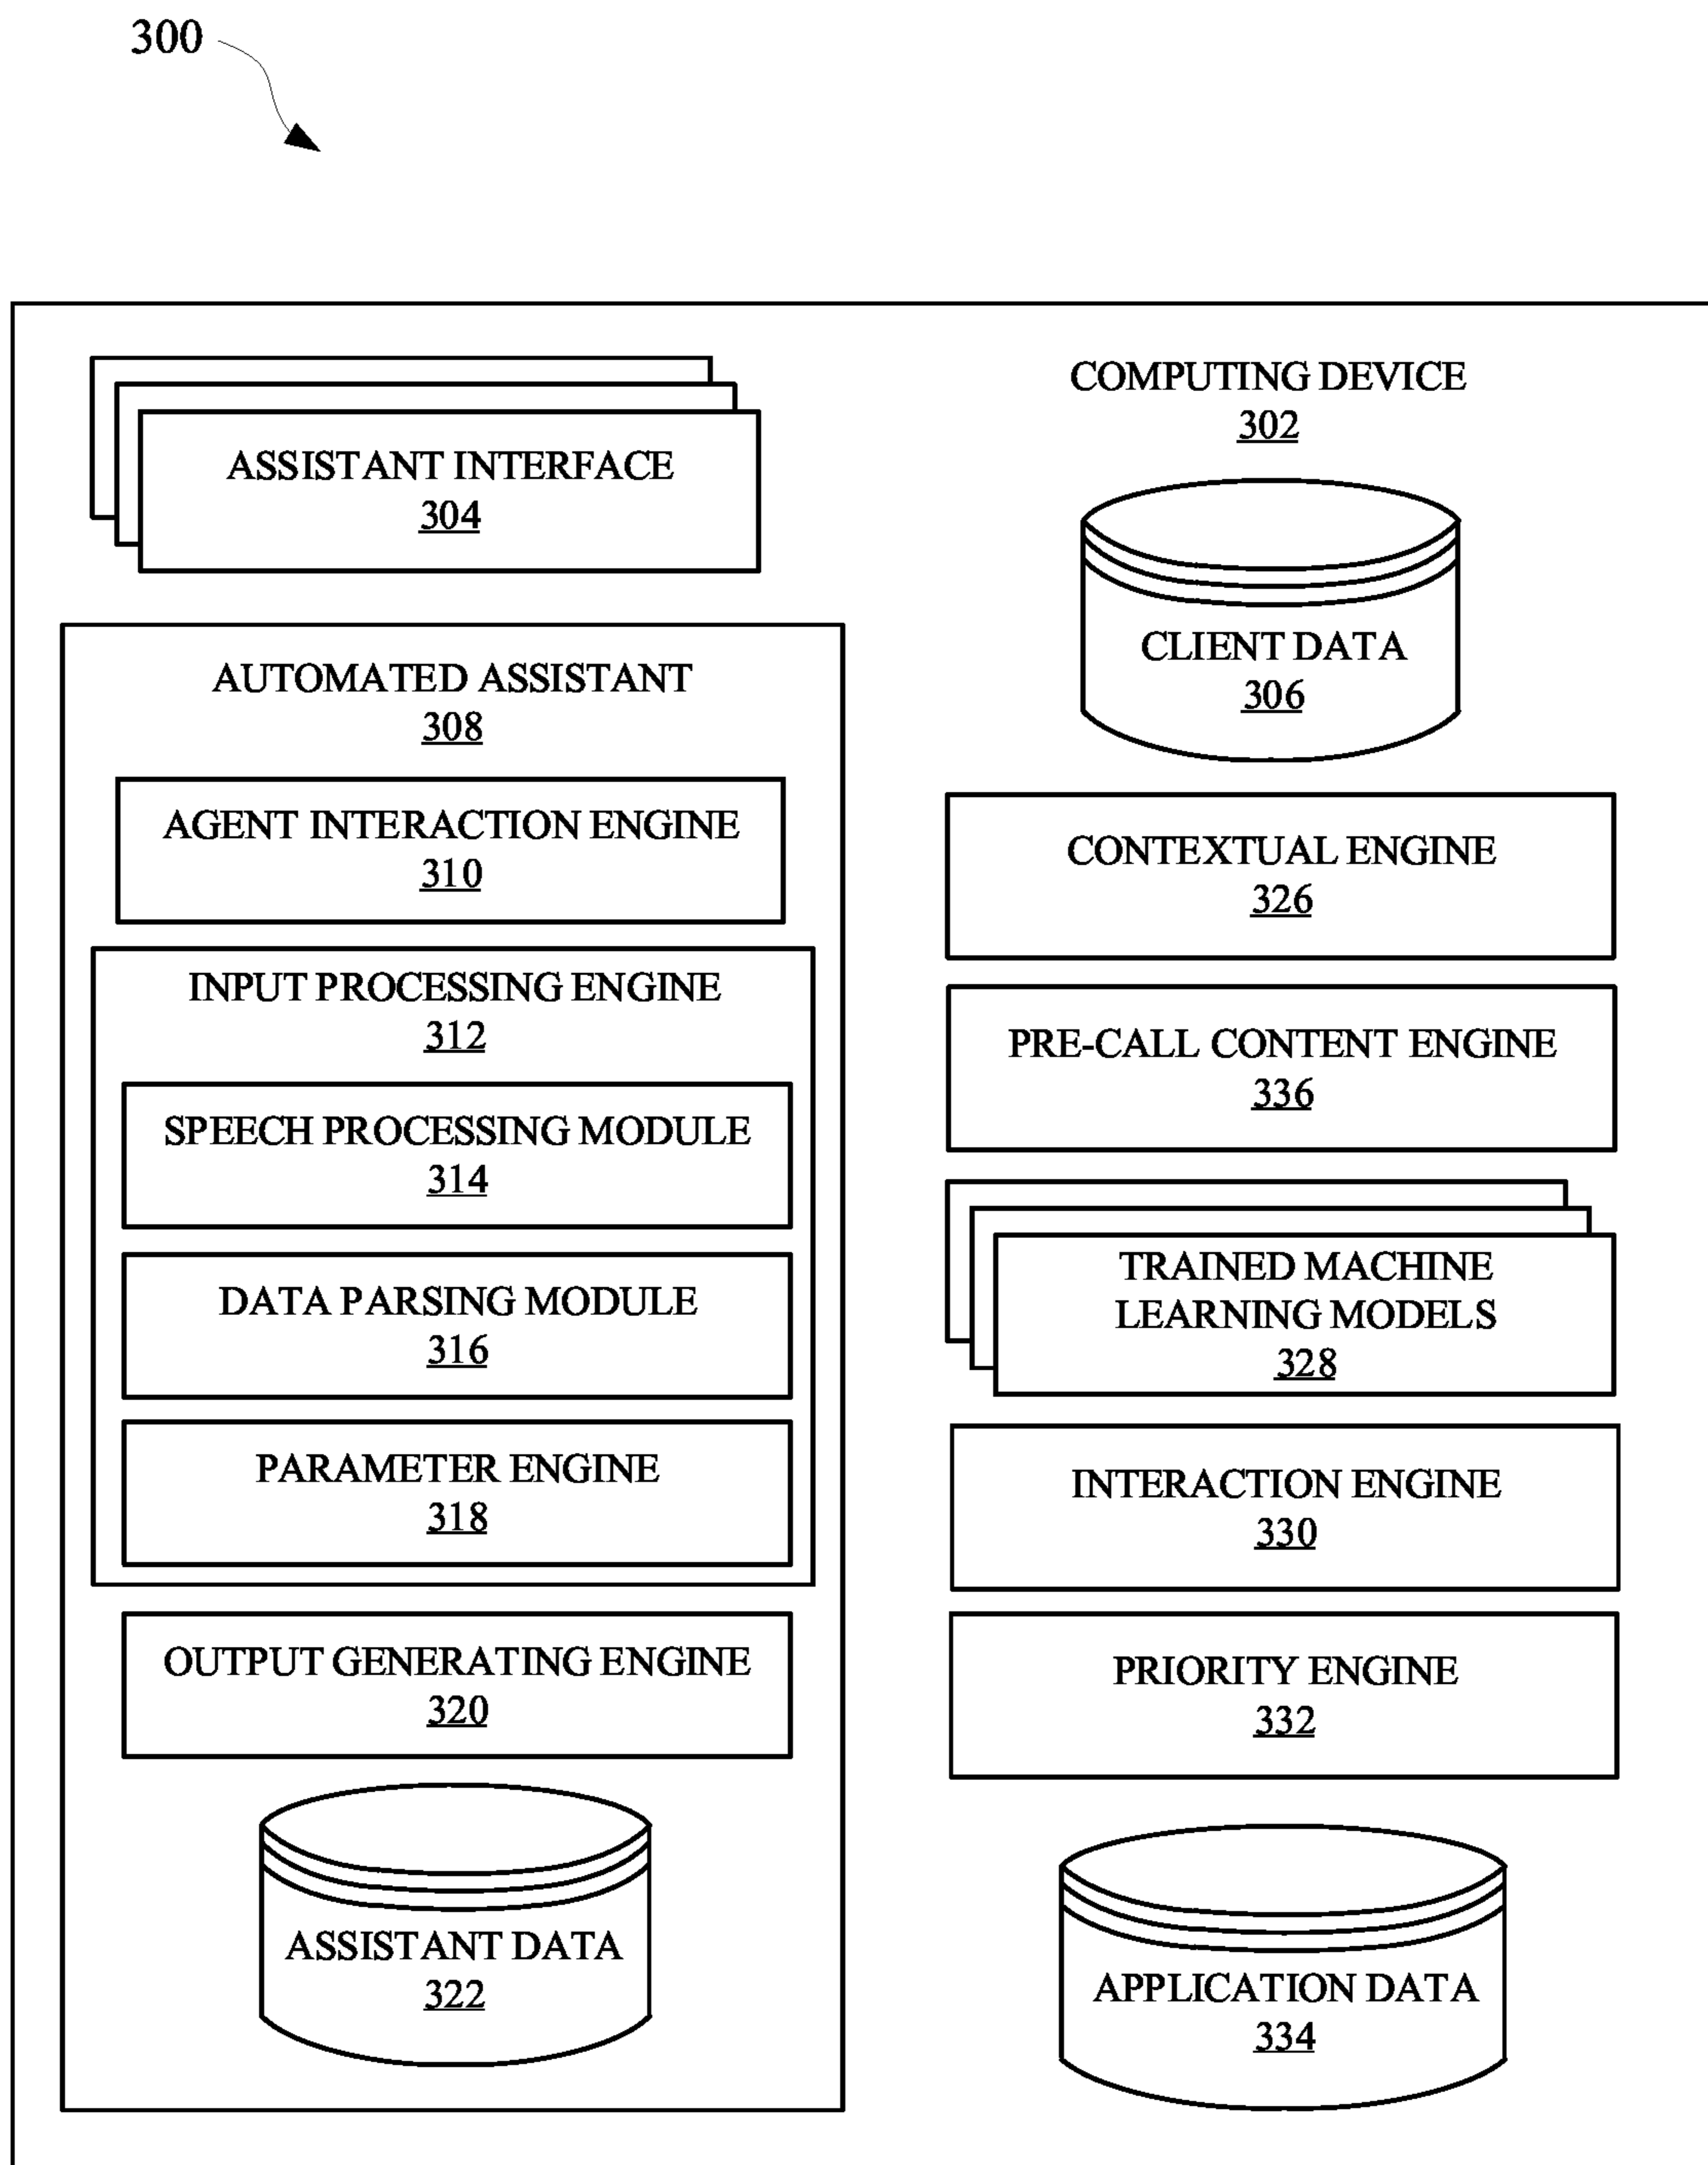 300
ASSISTANT INTERFACE
304
AUTOMATED ASSISTANT
308
AGENT INTERACTION ENGINE
310
INPUT PROCESSING ENGINE
312
SPEECH PROCESSING MODULE
314
DATA PARSING MODULE
316
PARAMETER ENGINE
318
OUTPUT GENERATING ENGINE
320
ASSISTANT DATA
322
COMPUTING DEVICE
302
CLIENT DATA
306
CONTEXTUAL ENGINE
326
PRE-CALL CONTENT ENGINE
336
TRAINED MACHINE
LEARNING MODELS
328
INTERACTION ENGINE
330
PRIORITY ENGINE
332
APPLICATION DATA
334